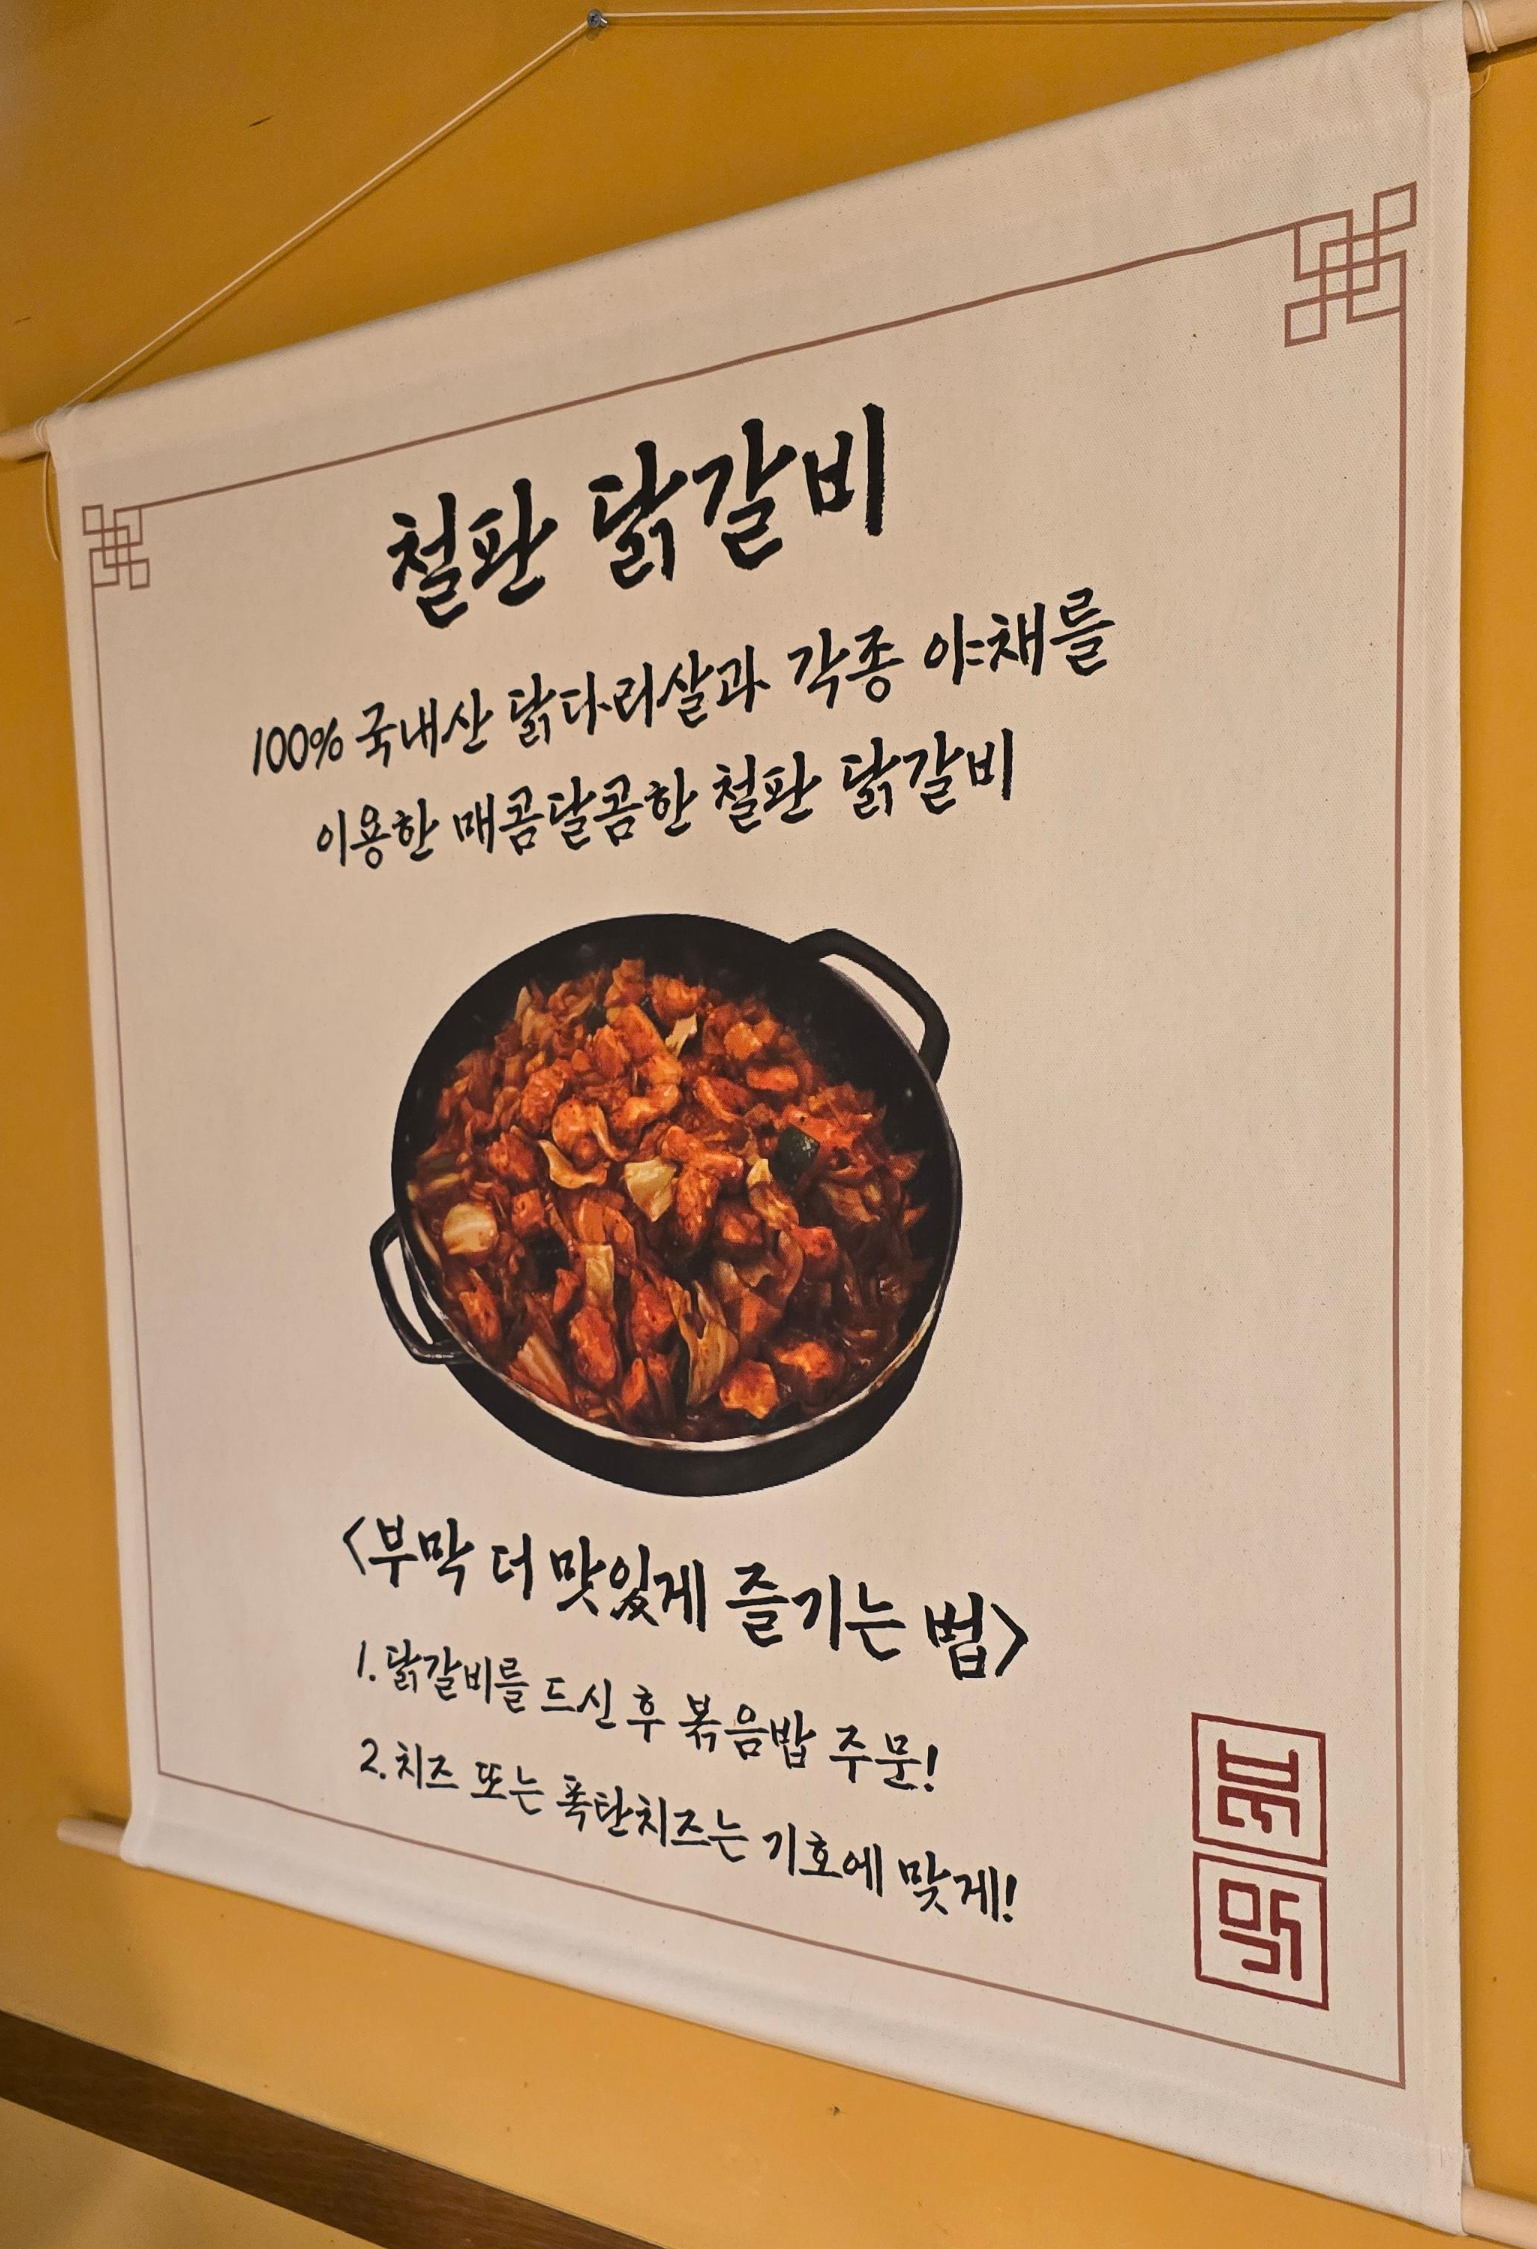 철판 닭갈비
100% 국내산 닭다리살과 각종 야채를
이용한 매콤달콤한 철판 닭갈비
<부막 더 맛있게 즐기는 법>
1. 닭갈비를 드신 후 볶음밥 주문!
2. 치즈 또는 폭탄치즈는 기호에 맞게!